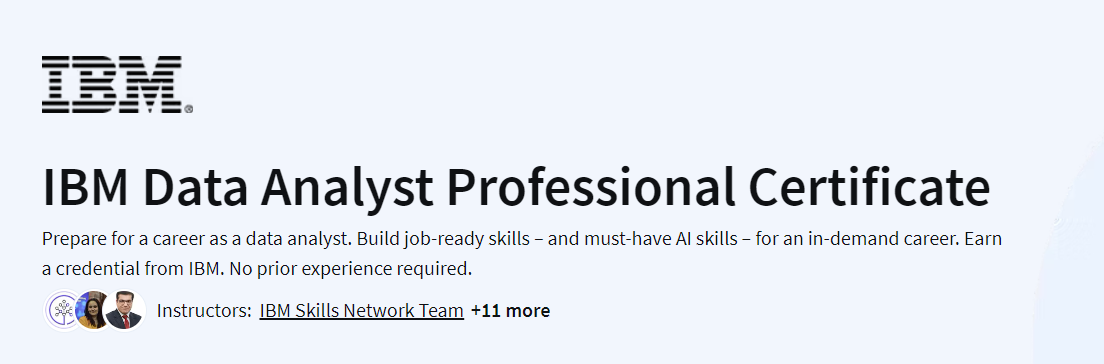 IBM®
IBM Data Analyst Professional Certificate
Prepare for a career as a data analyst. Build job-ready skills – and must-have AI skills – for an in-demand career. Earn
a credential from IBM. No prior experience required.
Instructors: IBM Skills Network Team +11 more